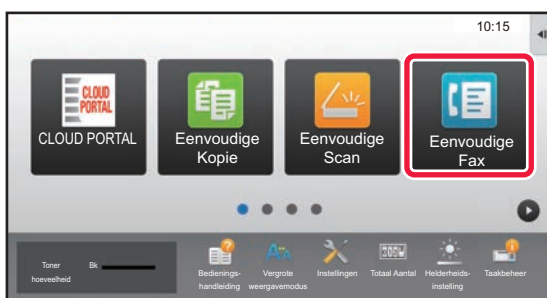 10:15
CLOUD
PORTAL
CLOUD PORTAL
Eenvoudige
Kopie
Eenvoudige
Scan
Eenvoudige
Fax
Toner
hoeveelheid
Bk
Bedienings-
handleiding
Vergrote
weergavemodus
Instellingen
Totaal Aantal
Helderheids-
instelling
Taakbeheer